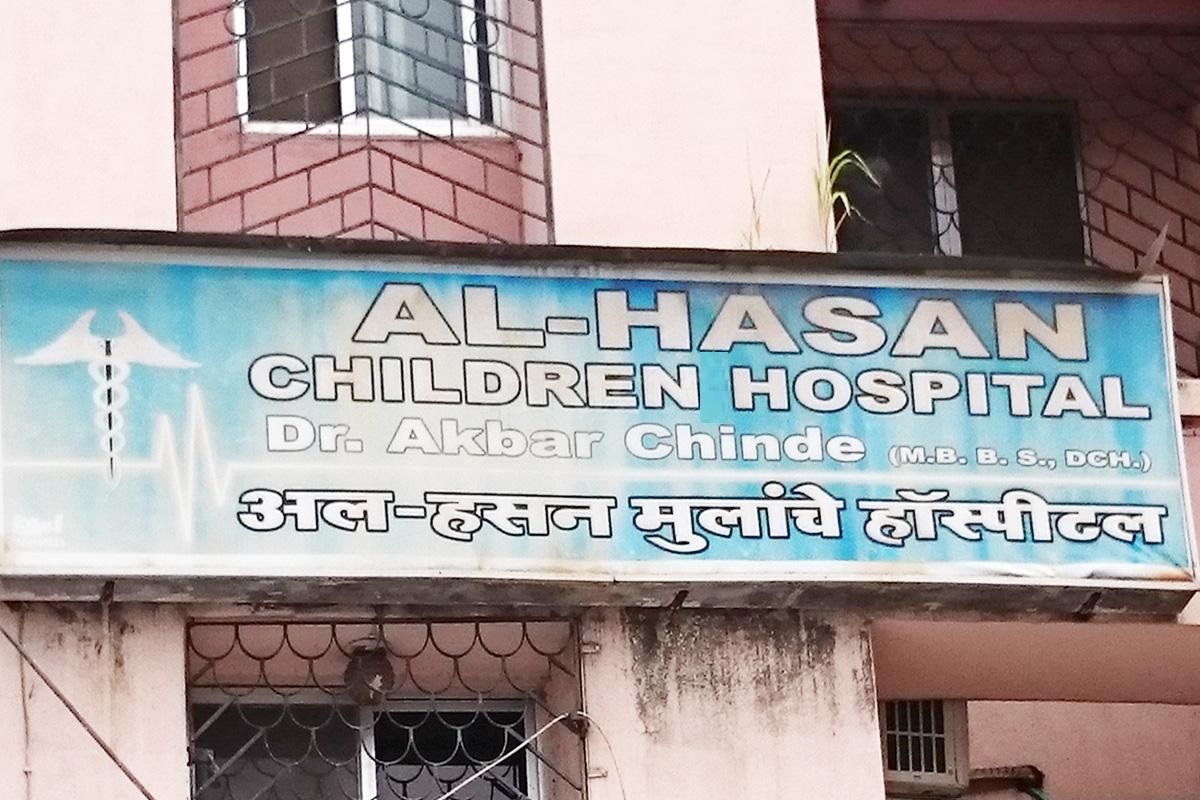 AL-HASAN
CHILDREN HOSPITAL
Dr. Akbar Chinde (M.B. B. S., DCH.)
अल-हसन मुलांचे हॉस्पीटल